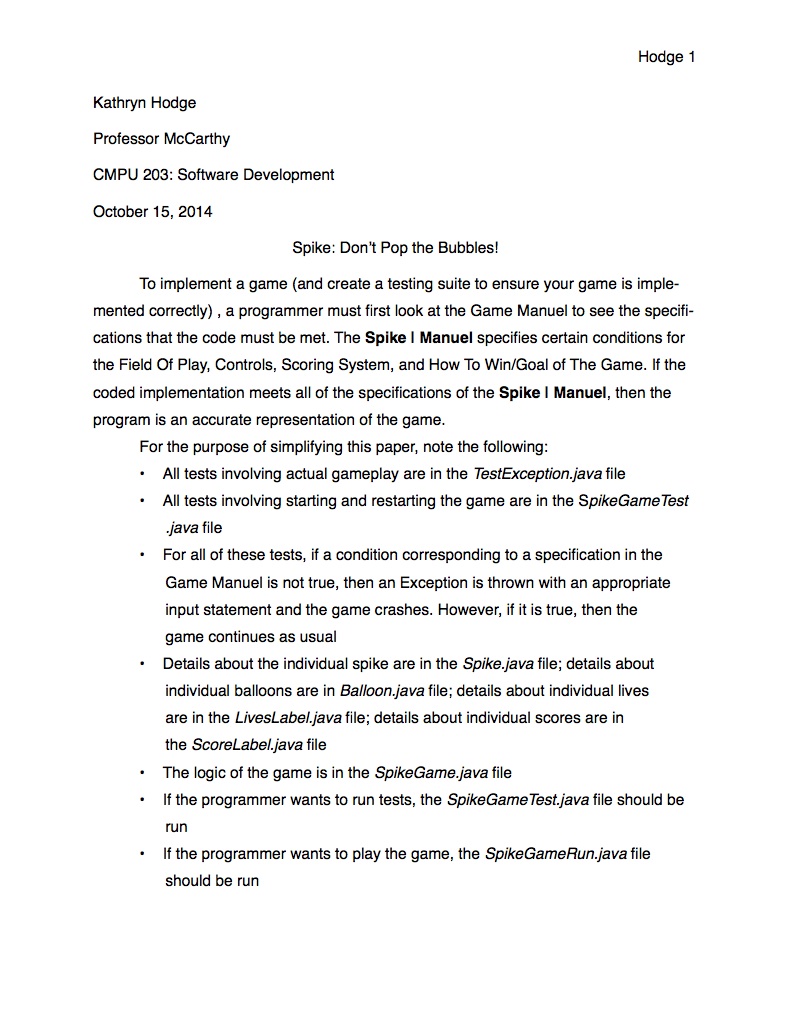 Hodge 1
Kathryn Hodge
Professor McCarthy
CMPU 203: Software Development
October 15, 2014
Spike: Don't Pop the Bubbles!
To implement a game (and create a testing suite to ensure your game is imple-
mented correctly) , a programmer must first look at the Game Manuel to see the specifi-
cations that the code must be met. The Spike | Manuel specifies certain conditions for
the Field Of Play, Controls, Scoring System, and How To Win/Goal of The Game. If the
coded implementation meets all of the specifications of the Spike | Manuel, then the
program is an accurate representation of the game.
For the purpose of simplifying this paper, note the following:
• All tests involving actual gameplay are in the TestException.java file
• All tests involving starting and restarting the game are in the SpikeGameTest
.java file
• For all of these tests, if a condition corresponding to a specification in the
Game Manuel is not true, then an Exception is thrown with an appropriate
input statement and the game crashes. However, if it is true, then the
game continues as usual
• Details about the individual spike are in the Spike.java file; details about
individual balloons are in Balloon.java file; details about individual lives
are in the LivesLabel.java file; details about individual scores are in
the ScoreLabel.java file
• The logic of the game is in the SpikeGame.java file
• If the programmer wants to run tests, the SpikeGameTest.java file should be
run
• If the programmer wants to play the game, the SpikeGameRun.java file
should be run